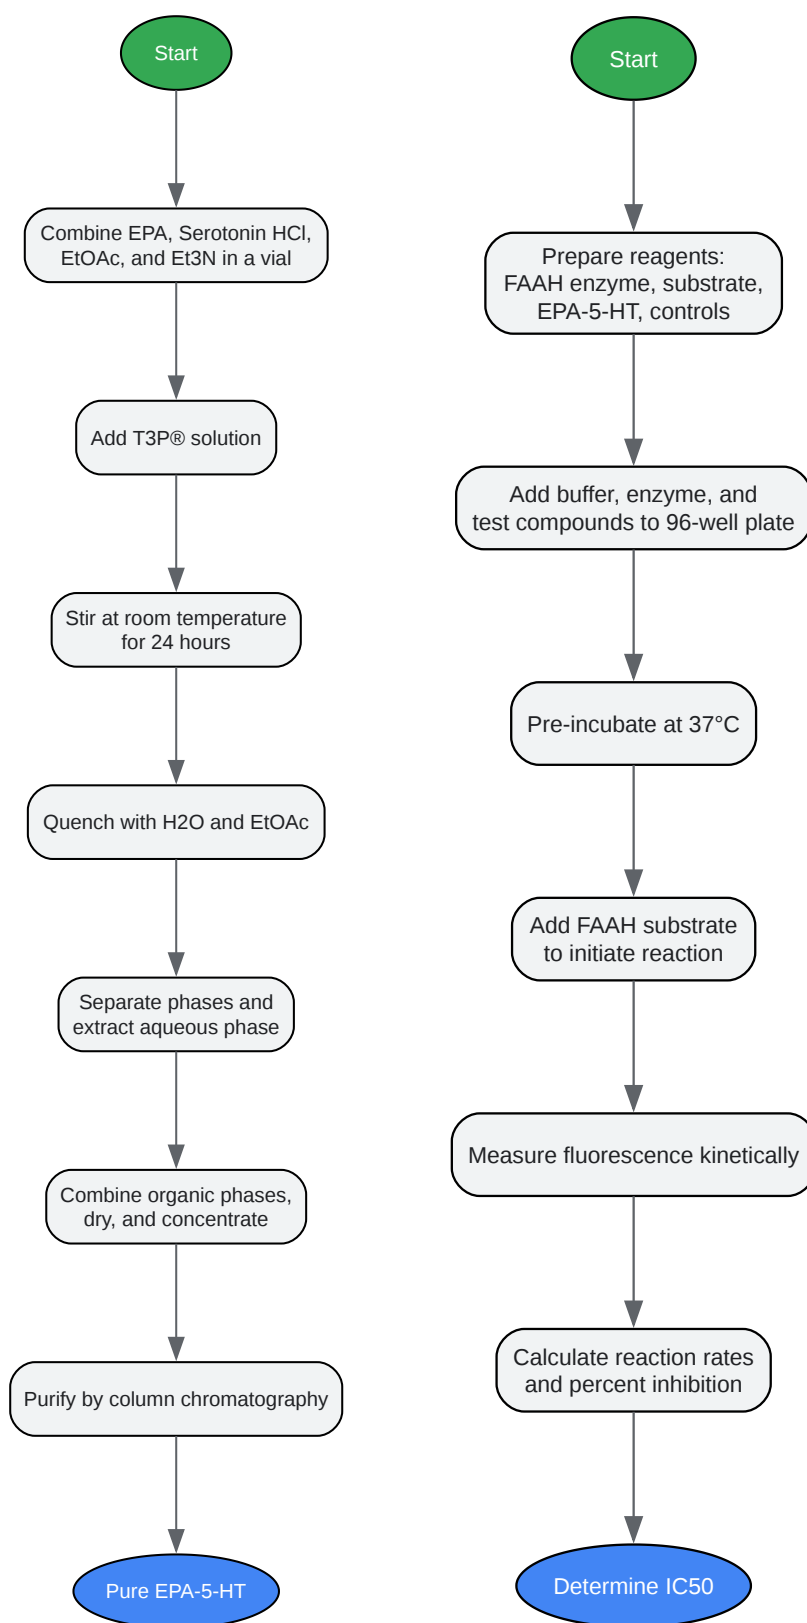 Start
Combine EPA, Serotonin HCl,
EtOAc, and Et3N in a vial
Add T3P® solution
Stir at room temperature
for 24 hours
Quench with H2O and EtOAc
Separate phases and
extract aqueous phase
Combine organic phases,
dry, and concentrate
Purify by column chromatography
Pure EPA-5-HT
Start
Prepare reagents:
FAAH enzyme, substrate,
EPA-5-HT, controls
Add buffer, enzyme, and
test compounds to 96-well plate
Pre-incubate at 37°C
Add FAAH substrate
to initiate reaction
Measure fluorescence kinetically
Calculate reaction rates
and percent inhibition
Determine IC50